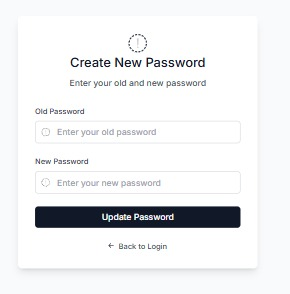 Create New Password
Enter your old and new password
Old Password
Enter your old password
New Password
Enter your new password
Update Password
← Back to Login